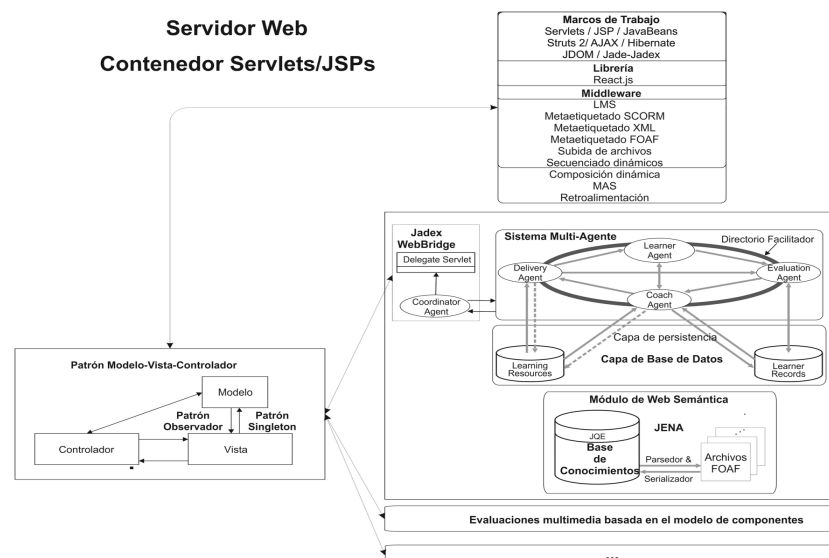 Servidor Web
Contenedor Servlets/JSPs
Marcos de Trabajo
Servlets / JSP / JavaBeans
Struts 2/ AJAX / Hibernate
JDOM / Jade-Jadex
Librería
React.js
Middleware
LMS
Metaetiquetado SCORM
Metaetiquetado XML
Metaetiquetado FOAF
Subida de archivos
Secuenciado dinámicos
Composición dinámica
MAS
Retroalimentación
Jadex
WebBridge
Delegate Servlet
Coordinator
Agent
Sistema Multi-Agente
Directorio Facilitador
Learner
Agent
Delivery
Agent
Evaluation
Agent
Coach
Agent
Capa de persistencia
Capa de Base de Datos
Learning
Resources
Learner
Records
Patrón Modelo-Vista-Controlador
Modelo
Patrón
Observador
Patrón
Singleton
Controlador
Vista
Módulo de Web Semántica
JENA
JQE
Base
de
Conocimientos
Parsedor &
Serializador
Archivos
FOAF
Evaluaciones multimedia basada en el modelo de componentes